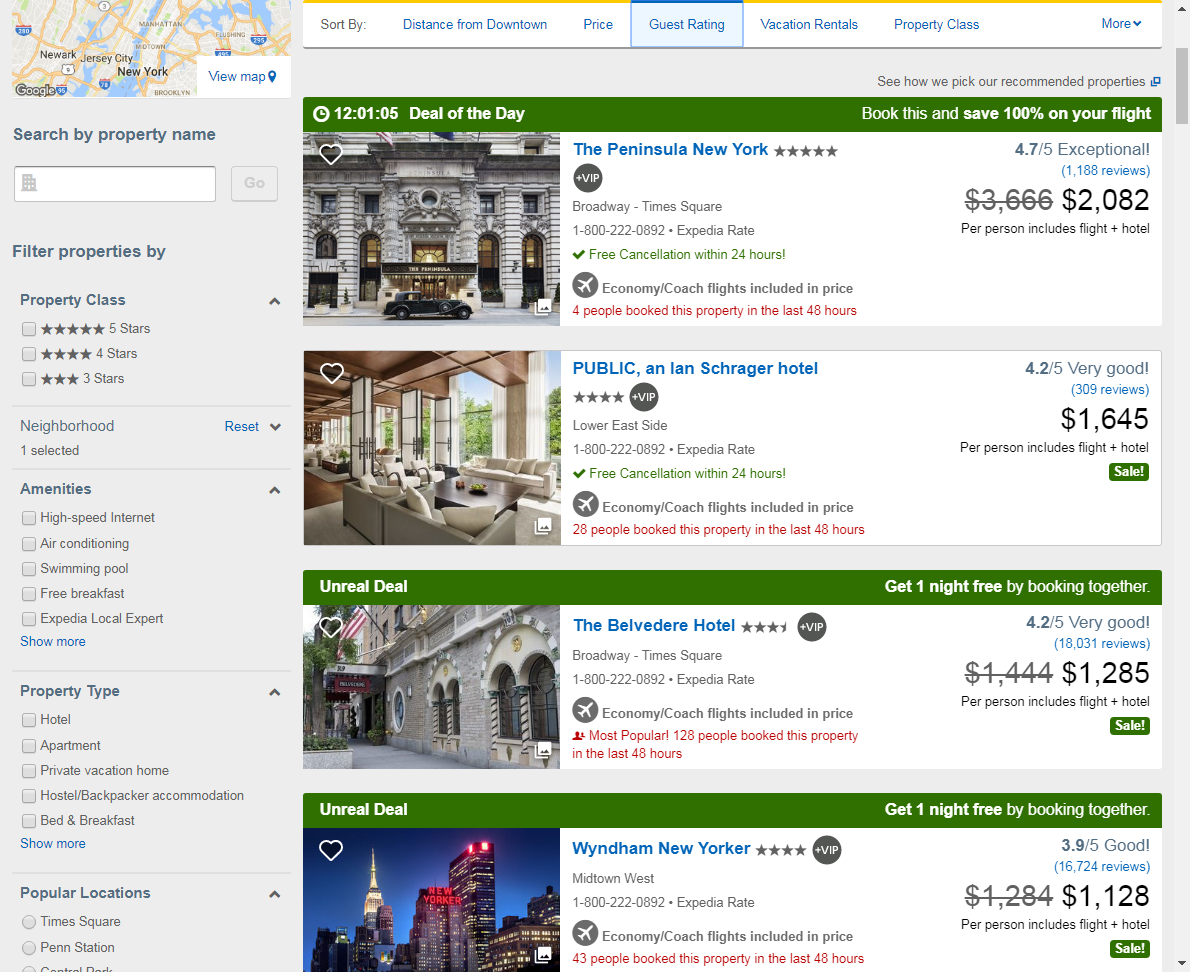 3
280
MANHATTAN
FLUSHING
295
MIDTOWN
495
Newark
Jersey City
9
New York
78
95
BROOKLYN
Google
View map
Search by property name
Go
Filter properties by
Property Class
★★★★★ 5 Stars
★★★★ 4 Stars
★★★ 3 Stars
Neighborhood Reset
1 selected
Amenities
High-speed Internet
Air conditioning
Swimming pool
Free breakfast
Expedia Local Expert
Show more
Property Type
Hotel
Apartment
Private vacation home
Hostel/Backpacker accommodation
Bed & Breakfast
Show more
Popular Locations
Times Square
Penn Station
Central Park
Sort By: Distance from Downtown Price Guest Rating Vacation Rentals Property Class More
See how we pick our recommended properties
12:01:05 Deal of the Day Book this and save 100% on your flight
THE PENINSULA
The Peninsula New York ★★★★★
+VIP
Broadway - Times Square
1-800-222-0892 • Expedia Rate
Free Cancellation within 24 hours!
Economy/Coach flights included in price
4 people booked this property in the last 48 hours
4.7/5 Exceptional!
(1,188 reviews)
$3,666 $2,082
Per person includes flight + hotel
PUBLIC, an Ian Schrager hotel
★★★★ +VIP
Lower East Side
1-800-222-0892 • Expedia Rate
Free Cancellation within 24 hours!
Economy/Coach flights included in price
28 people booked this property in the last 48 hours
4.2/5 Very good!
(309 reviews)
$1,645
Per person includes flight + hotel
Sale!
Unreal Deal Get 1 night free by booking together.
319
BELVEDERE
The Belvedere Hotel +VIP
Broadway - Times Square
1-800-222-0892 • Expedia Rate
Economy/Coach flights included in price
Most Popular! 128 people booked this property
in the last 48 hours
4.2/5 Very good!
(18,031 reviews)
$1,444 $1,285
Per person includes flight + hotel
Sale!
Unreal Deal Get 1 night free by booking together.
NEW
YORKER
Wyndham New Yorker ★★★★ +VIP
Midtown West
1-800-222-0892 • Expedia Rate
Economy/Coach flights included in price
43 people booked this property in the last 48 hours
3.9/5 Good!
(16,724 reviews)
$1,284 $1,128
Per person includes flight + hotel
Sale!